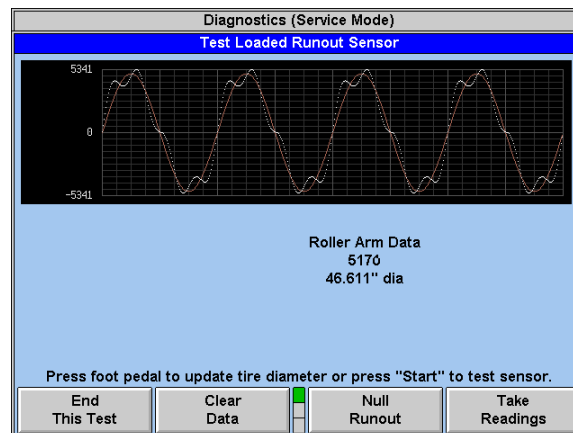 Diagnostics (Service Mode)
Test Loaded Runout Sensor
5341
0
-5341
Roller Arm Data
5170
46.611" dia
Press foot pedal to update tire diameter or press "Start" to test sensor.
End
This Test
Clear
Data
Null
Runout
Take
Readings